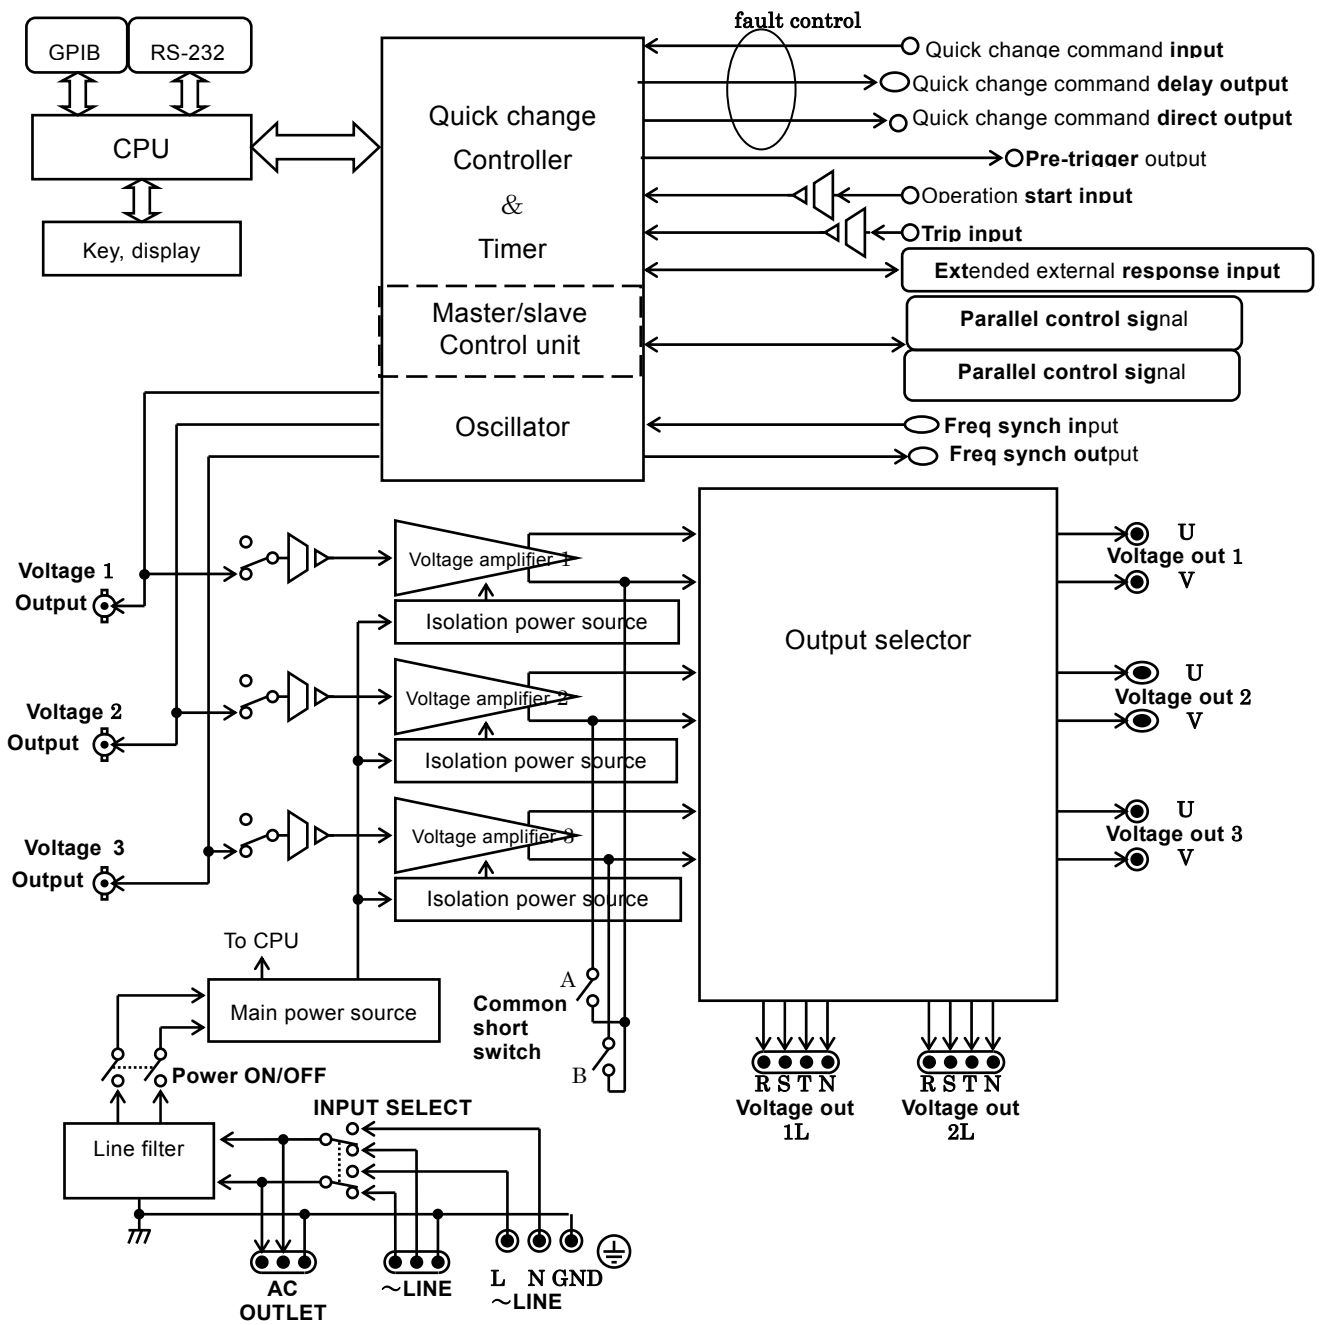 fault control
GPIB
RS-232
CPU
Key, display
Quick change
Controller
&
Timer
Master/slave
Control unit
Oscillator
Quick change command input
Quick change command delay output
Quick change command direct output
Pre-trigger output
Operation start input
Trip input
Extended external response input
Parallel control signal
Parallel control signal
Freq synch input
Freq synch output
Voltage 1
Output
Voltage 2
Output
Voltage 3
Output
Voltage amplifier 1
Isolation power source
Voltage amplifier 2
Isolation power source
Voltage amplifier 3
Isolation power source
Output selector
U
Voltage out 1
V
U
Voltage out 2
V
U
Voltage out 3
V
To CPU
Main power source
A
Common
short
switch
B
Power ON/OFF
INPUT SELECT
Line filter
R S T N
Voltage out
1L
R S T N
Voltage out
2L
AC
OUTLET
～LINE
L N GND
～LINE